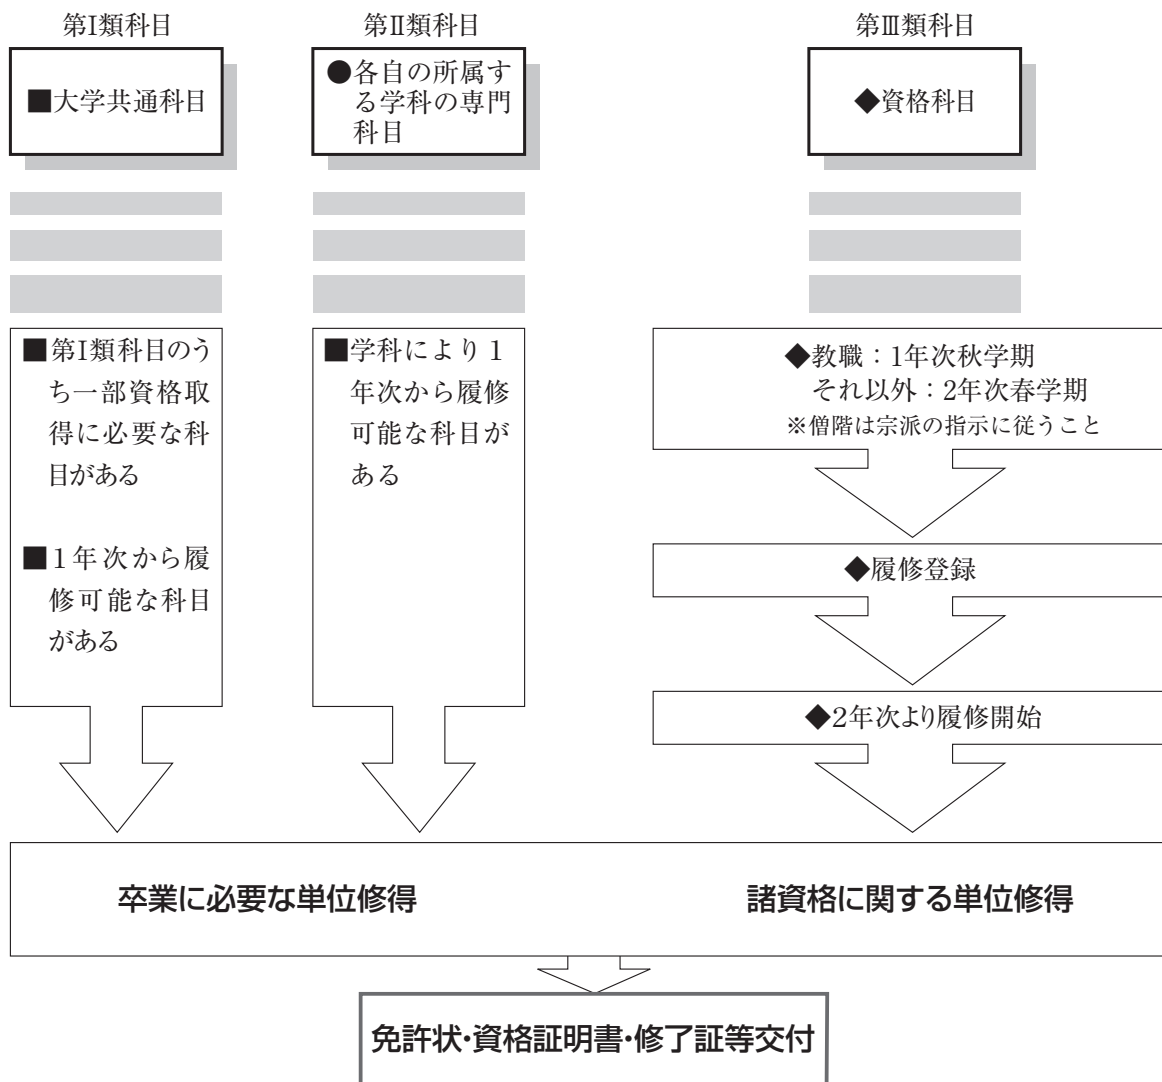 第Ⅰ類科目
■大学共通科目
第Ⅱ類科目
●各自の所属す
る学科の専門
科目
第Ⅲ類科目
◆資格科目
■第Ⅰ類科目のう
ち一部資格取
得に必要な科
目がある
■1年次から履
修可能な科目
がある
■学科により1
年次から履修
可能な科目が
ある
◆教職：1年次秋学期
それ以外：2年次春学期
※僧階は宗派の指示に従うこと
◆履修登録
◆2年次より履修開始
卒業に必要な単位修得
諸資格に関する単位修得
免許状・資格証明書・修了証等交付